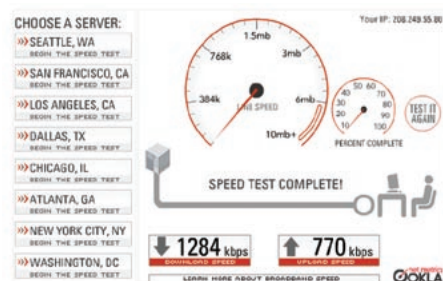 CHOOSE A SERVER:
»SEATTLE, WA
BEGIN THE SPEED TEST
»SAN FRANCISCO, CA
BEGIN THE SPEED TEST
»LOS ANGELES, CA
BEGIN THE SPEED TEST
»DALLAS, TX
BEGIN THE SPEED TEST
»CHICAGO, IL
BEGIN THE SPEED TEST
»ATLANTA, GA
BEGIN THE SPEED TEST
»NEW YORK CITY, NY
BEGIN THE SPEED TEST
»WASHINGTON, DC
BEGIN THE SPEED TEST
Your IP: 208.249.55.80
1.5mb
768k
3mb
384k
6mb
10mb+
LINE SPEED
10
20
30
40
50
60
70
80
90
100
PERCENT COMPLETE
TEST IT
AGAIN
SPEED TEST COMPLETE!
1284 kbps
DOWNLOAD SPEED
770 kbps
UPLOAD SPEED
LEARN MORE ABOUT BROADBAND SPEED
OOKLA